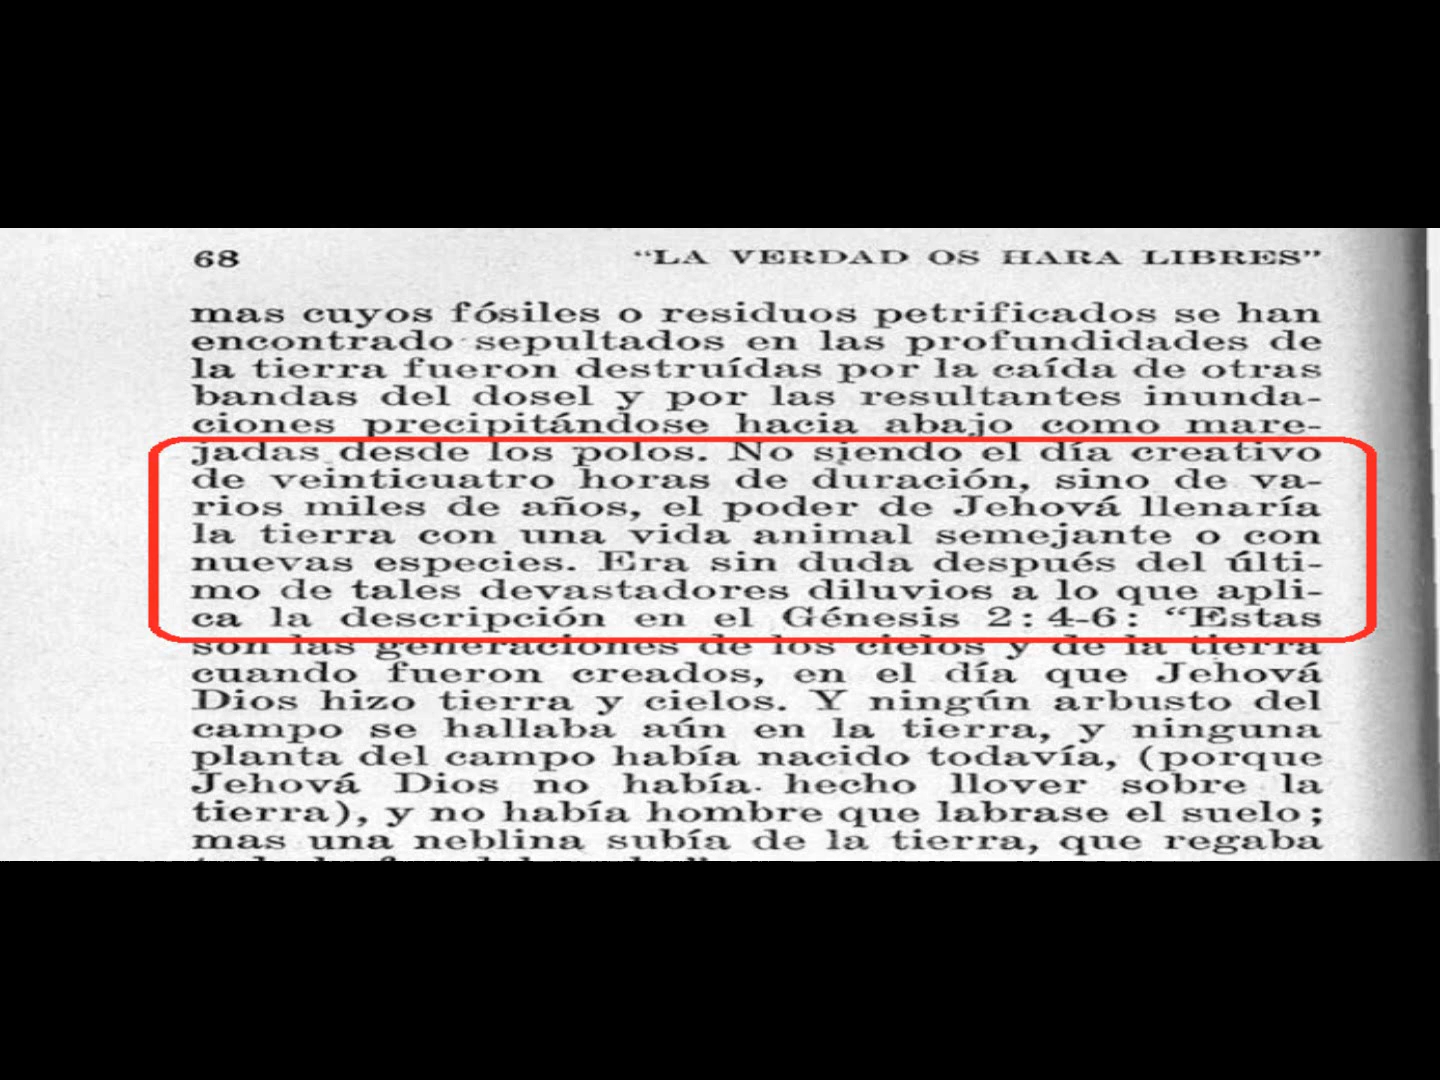 68 "LA VERDAD OS HARA LIBRES"
mas cuyos fósiles o residuos petrificados se han
encontrado sepultados en las profundidades de
la tierra fueron destruídas por la caída de otras
bandas del dosel y por las resultantes inunda-
ciones precipitándose hacia abajo como mare-
jadas desde los polos. No siendo el día creativo
de veinticuatro horas de duración, sino de va-
rios miles de años, el poder de Jehová llenaría
la tierra con una vida animal semejante o con
nuevas especies. Era sin duda después del últi-
mo de tales devastadores diluvios a lo que apli-
ca la descripción en el Génesis 2:4-6: "Estas
son las generaciones de los cielos y de la tierra
cuando fueron creados, en el día que Jehová
Dios hizo tierra y cielos. Y ningún arbusto del
campo se hallaba aún en la tierra, y ninguna
planta del campo había nacido todavía, (porque
Jehová Dios no había hecho llover sobre la
tierra), y no había hombre que labrase el suelo;
mas una neblina subía de la tierra, que regaba